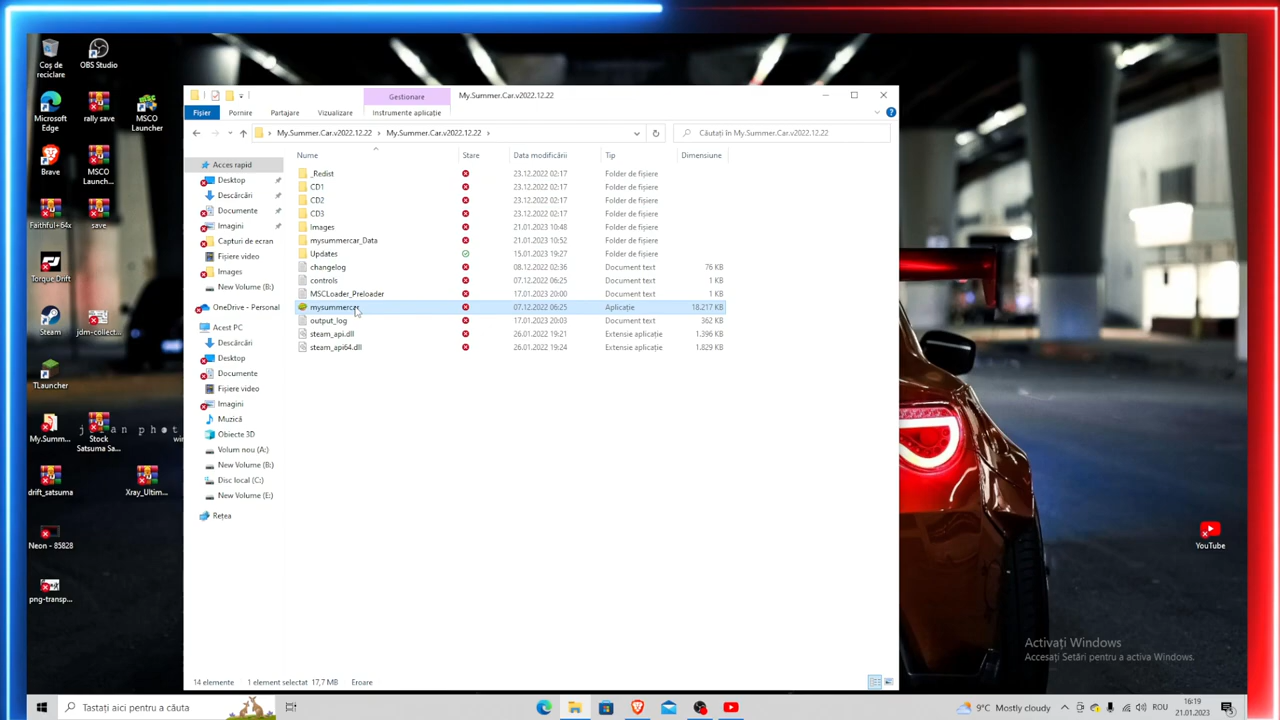 Coș de
reciclare
OBS Studio
Microsoft
Edge
rally save
MSCO
Launcher
Brave
MSCO
Launch...
Faithful+64x
save
Torque Drift
Steam
jdm-collect...
TLauncher
My.Summ...
Stock
Satsuma Sa...
drift_satsuma
Xray_Ultim...
Neon - 85828
png-transp...
Gestionare
My.Summer.Car.v2022.12.22
Fișier
Pornire
Partajare
Vizualizare
Instrumente aplicație
My.Summer.Car.v2022.12.22 > My.Summer.Car.v2022.12.22 >
Căutați în My.Summer.Car.v2022.12.22
Nume Stare Data modificării Tip Dimensiune
Acces rapid
Desktop
Descărcări
Documente
Imagini
Capturi de ecran
Fișiere video
Images
New Volume (B:)
OneDrive - Personal
Acest PC
Descărcări
Desktop
Documente
Fișiere video
Imagini
Muzică
Obiecte 3D
Volum nou (A:)
New Volume (B:)
Disc local (C:)
New Volume (E:)
Rețea
_Redist 23.12.2022 02:17 Folder de fișiere
CD1 23.12.2022 02:17 Folder de fișiere
CD2 23.12.2022 02:17 Folder de fișiere
CD3 23.12.2022 02:17 Folder de fișiere
Images 21.01.2023 10:48 Folder de fișiere
mysummercar_Data 21.01.2023 10:52 Folder de fișiere
Updates 15.01.2023 19:27 Folder de fișiere
changelog 08.12.2022 02:36 Document text 76 KB
controls 07.12.2022 06:25 Document text 1 KB
MSCLoader_Preloader 17.01.2023 20:00 Document text 1 KB
mysummercar 07.12.2022 06:25 Aplicație 18.217 KB
output_log 17.01.2023 20:03 Document text 362 KB
steam_api.dll 26.01.2022 19:21 Extensie aplicație 1.396 KB
steam_api64.dll 26.01.2022 19:24 Extensie aplicație 1.829 KB
14 elemente 1 element selectat 17,7 MB Eroare
YouTube
Activați Windows
Accesați Setări pentru a activa Windows.
Tastați aici pentru a căuta
9°C Mostly cloudy
ROU
16:19
21.01.2023